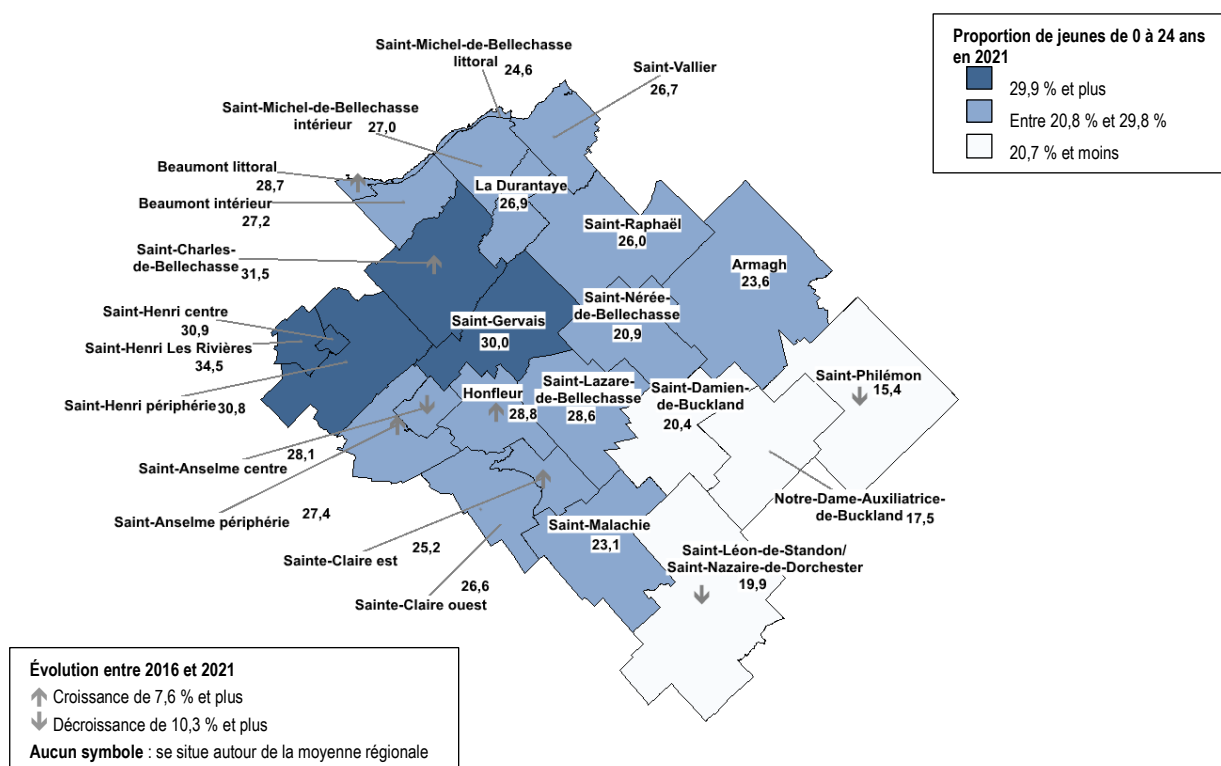 Proportion de jeunes de 0 à 24 ans
en 2021
29,9 % et plus
Entre 20,8 % et 29,8 %
20,7 % et moins
Saint-Michel-de-Bellechasse
littoral
24,6
Saint-Vallier
26,7
Saint-Michel-de-Bellechasse
intérieur
27,0
Beaumont littoral
28,7
Beaumont intérieur
27,2
La Durantaye
26,9
Saint-Raphaël
26,0
Armagh
23,6
Saint-Charles-
de-Bellechasse
31,5
Saint-Nérée-
de-Bellechasse
20,9
Saint-Henri centre
30,9
Saint-Henri Les Rivières
34,5
Saint-Gervais
30,0
Saint-Henri périphérie
30,8
Honfleur
28,8
Saint-Lazare-
de-Bellechasse
28,6
Saint-Damien-
de-Buckland
20,4
Saint-Philémon
15,4
Saint-Anselme centre
28,1
Saint-Anselme périphérie
27,4
Notre-Dame-Auxiliatrice-
de-Buckland
17,5
Sainte-Claire est
25,2
Sainte-Claire ouest
26,6
Saint-Malachie
23,1
Saint-Léon-de-Standon/
Saint-Nazaire-de-Dorchester
19,9
Évolution entre 2016 et 2021
Croissance de 7,6 % et plus
Décroissance de 10,3 % et plus
Aucun symbole : se situe autour de la moyenne régionale